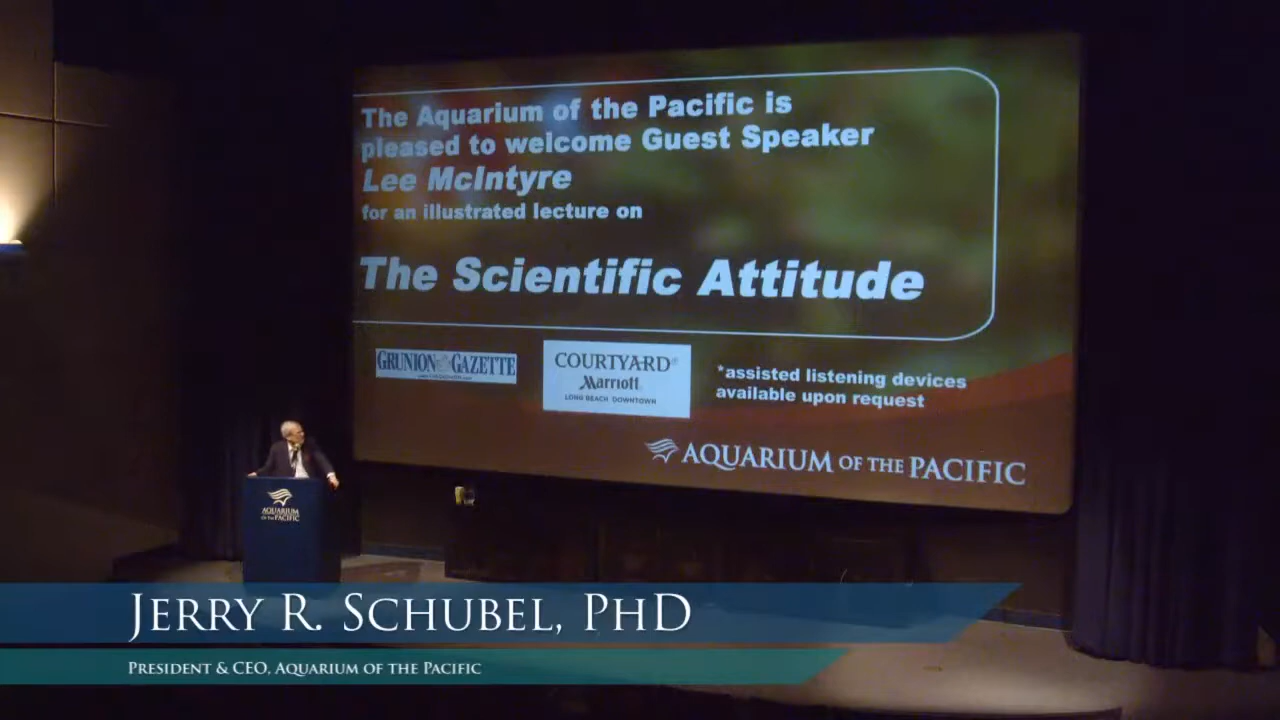 The Aquarium of the Pacific is
pleased to welcome Guest Speaker
Lee McIntyre
for an illustrated lecture on
The Scientific Attitude
GRUNION GAZETTE
COURTYARD®
Marriott
LONG BEACH DOWNTOWN
*assisted listening devices
available upon request
AQUARIUM OF THE PACIFIC
AQUARIUM
OF THE PACIFIC
JERRY R. SCHUBEL, PHD
PRESIDENT & CEO, AQUARIUM OF THE PACIFIC